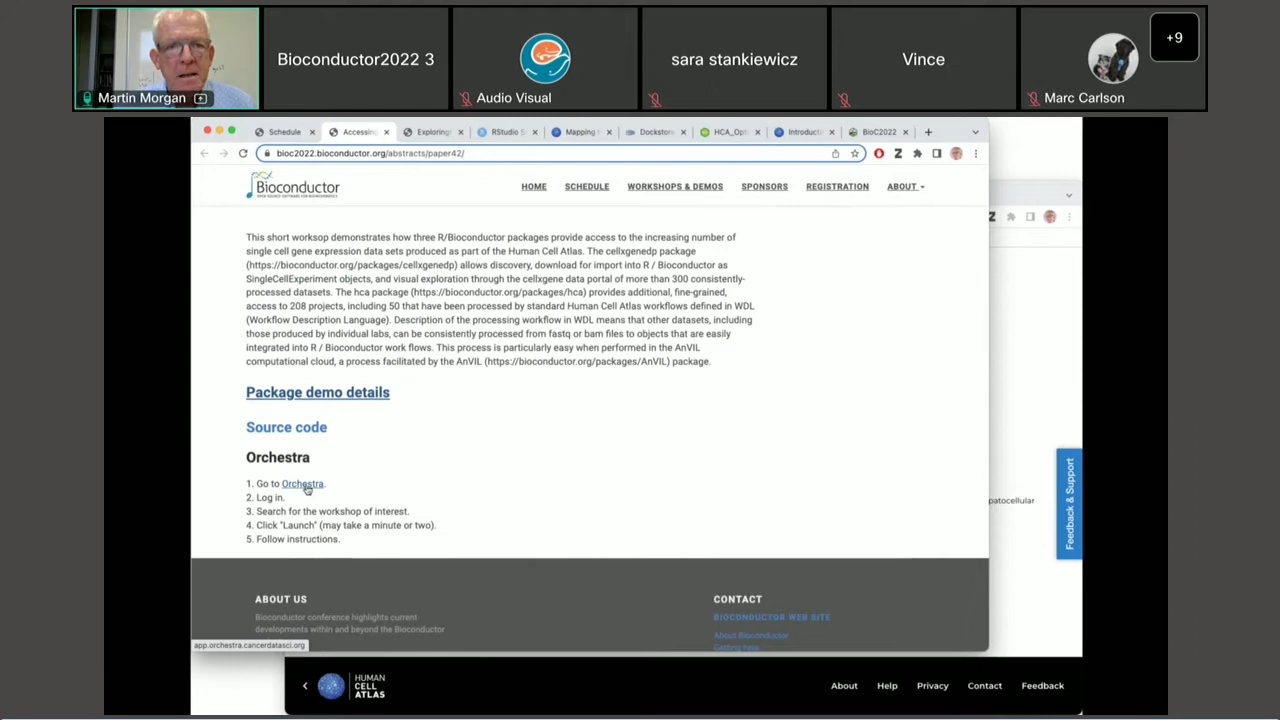 Martin Morgan
Bioconductor2022 3
Audio Visual
sara stankiewicz
Vince
Marc Carlson
+9
Schedule
Accessing
Exploring
RStudio S
Mapping
Dockstore
HCA_Opt
Introduct
BioC2022
bioc2022.bioconductor.org/abstracts/paper42/
Bioconductor
OPEN SOURCE SOFTWARE FOR BIOINFORMATICS
HOME
SCHEDULE
WORKSHOPS & DEMOS
SPONSORS
REGISTRATION
ABOUT
This short worksop demonstrates how three R/Bioconductor packages provide access to the increasing number of
single cell gene expression data sets produced as part of the Human Cell Atlas. The cellxgenedp package
(https://bioconductor.org/packages/cellxgenedp) allows discovery, download for import into R / Bioconductor as
SingleCellExperiment objects, and visual exploration through the cellxgene data portal of more than 300 consistently-
processed datasets. The hca package (https://bioconductor.org/packages/hca) provides additional, fine-grained,
access to 208 projects, including 50 that have been processed by standard Human Cell Atlas workflows defined in WDL
(Workflow Description Language). Description of the processing workflow in WDL means that other datasets, including
those produced by individual labs, can be consistently processed from fastq or bam files to objects that are easily
integrated into R / Bioconductor work flows. This process is particularly easy when performed in the AnVIL
computational cloud, a process facilitated by the AnVIL (https://bioconductor.org/packages/AnVIL) package.
Package demo details
Source code
Orchestra
1. Go to Orchestra.
2. Log in.
3. Search for the workshop of interest.
4. Click "Launch" (may take a minute or two).
5. Follow instructions.
patocellular
Feedback & Support
ABOUT US
Bioconductor conference highlights current
developments within and beyond the Bioconductor
CONTACT
BIOCONDUCTOR WEB SITE
About Bioconductor
Getting help
app.orchestra.cancerdatasci.org
HUMAN
CELL
ATLAS
About
Help
Privacy
Contact
Feedback